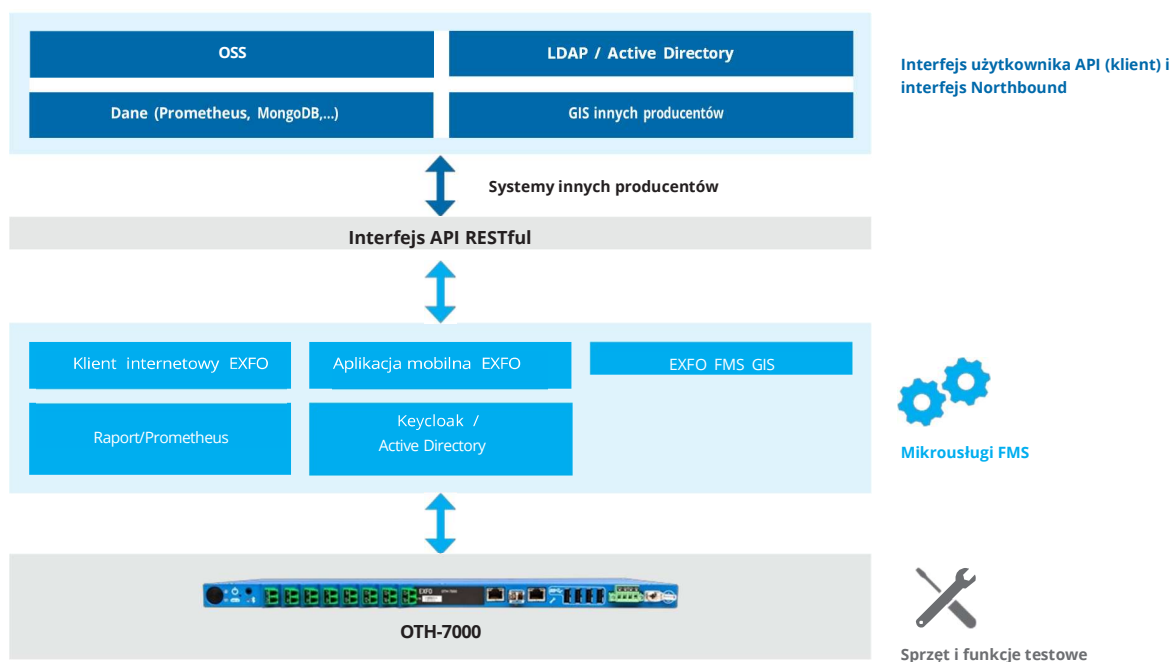 OSS
LDAP / Active Directory
Dane (Prometheus, MongoDB,...)
GIS innych producentów
Interfejs użytkownika API (klient) i
interfejs Northbound
Systemy innych producentów
Interfejs API RESTful
Klient internetowy EXFO
Aplikacja mobilna EXFO
EXFO FMS GIS
Raport/Prometheus
Keycloak /
Active Directory
Mikrousługi FMS
EXFO
OTH-7000
Sprzęt i funkcje testowe